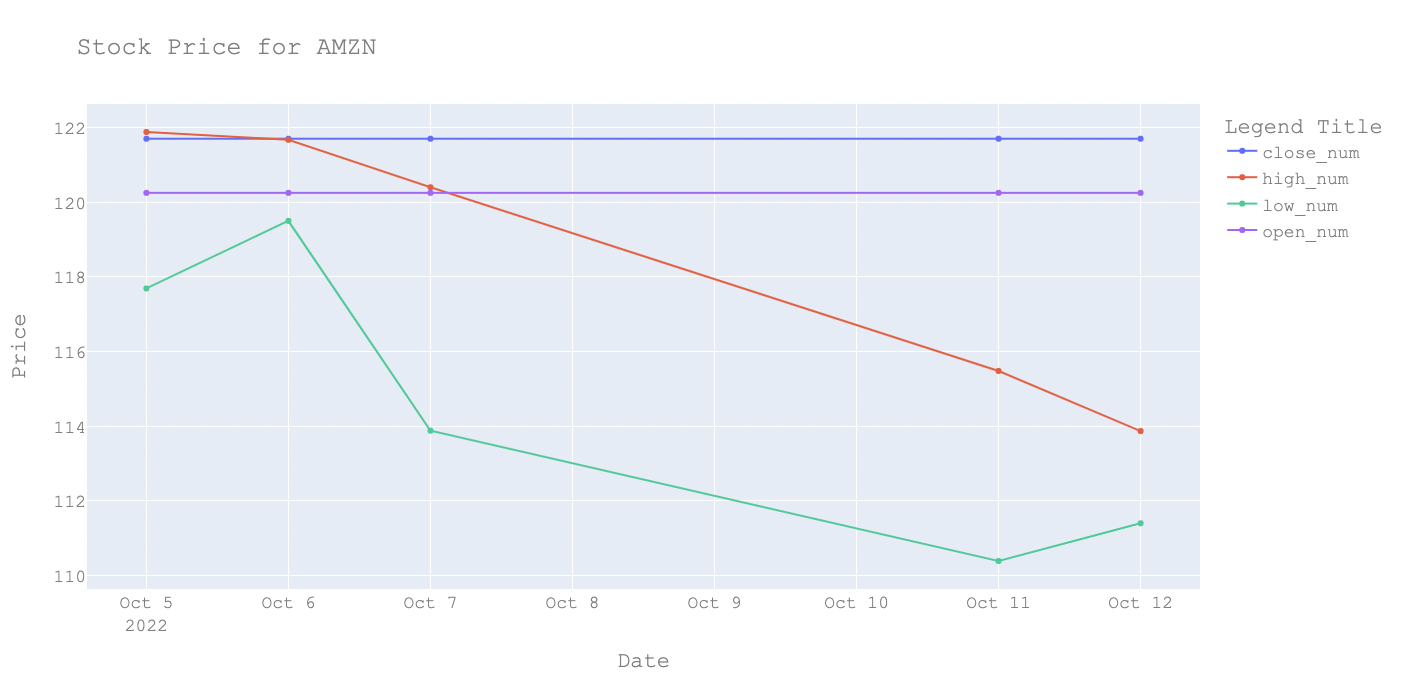 Stock Price for AMZN
Legend Title
close_num
high_num
low_num
open_num
Price
122
120
118
116
114
112
110
Oct 5 Oct 6 Oct 7 Oct 8 Oct 9 Oct 10 Oct 11 Oct 12
2022
Date